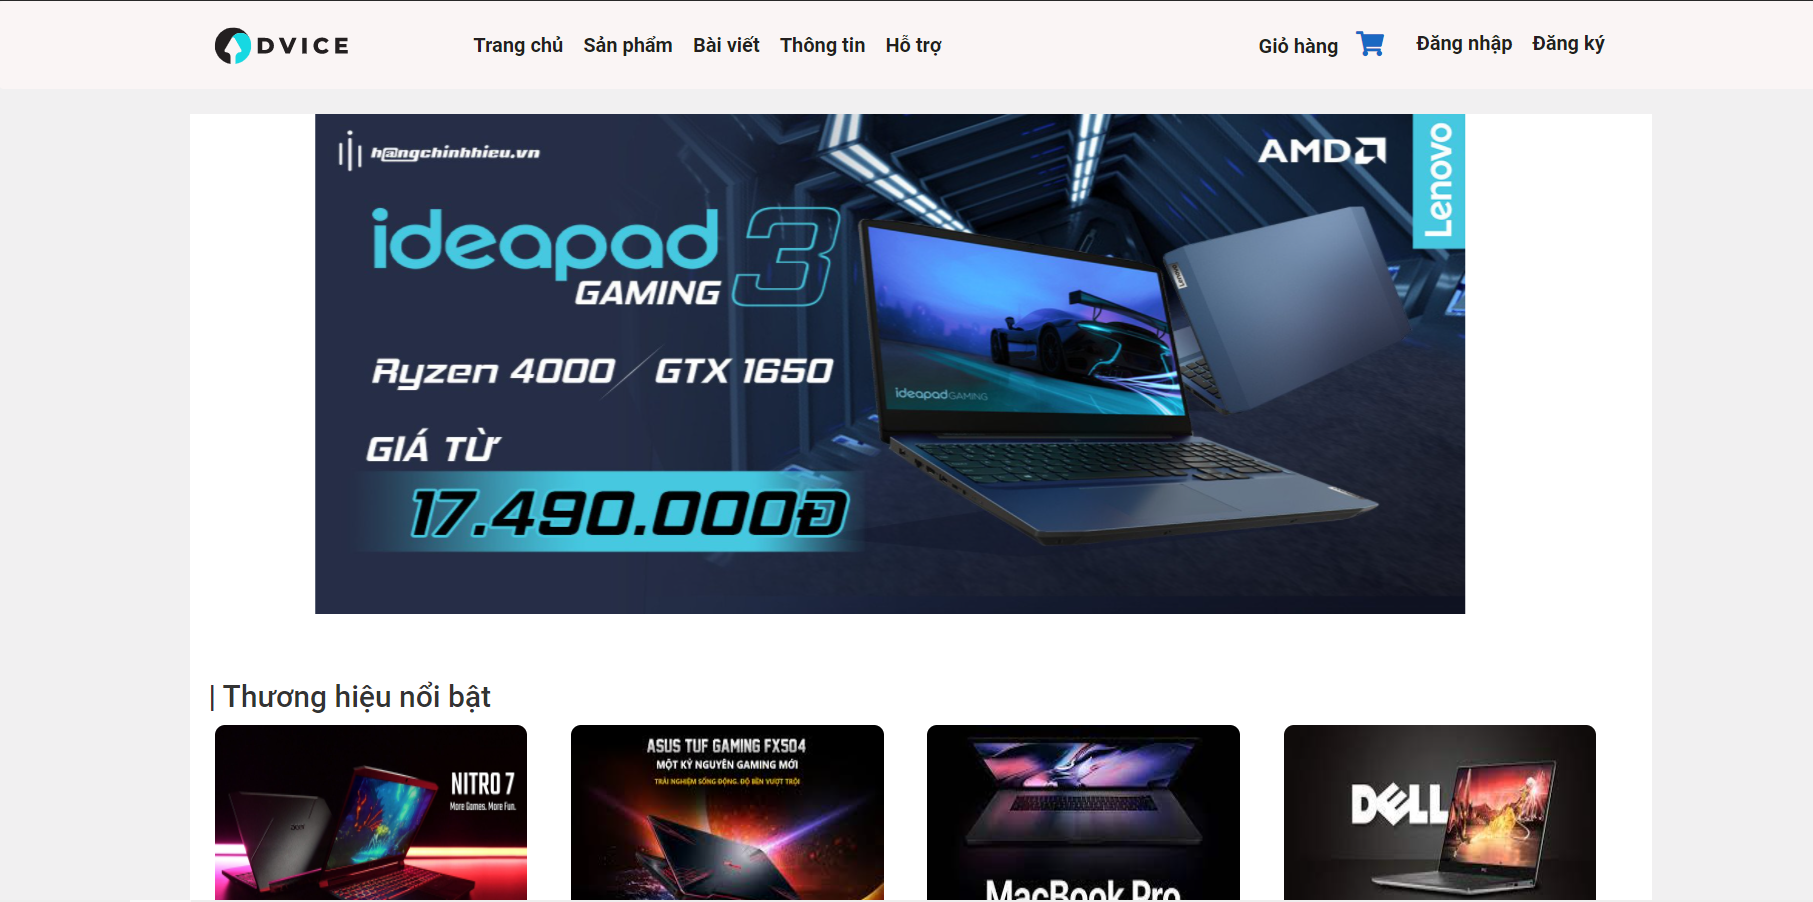 DVICE
Trang chủ Sản phẩm Bài viết Thông tin Hỗ trợ
Giỏ hàng Đăng nhập Đăng ký
h@ngchinhhieu.vn
AMD
Lenovo
ideapad 3
GAMING
Lenovo
ideapad GAMING
Ryzen 4000 / GTX 1650
GIÁ TỪ
17.490.000Đ
| Thương hiệu nổi bật
NITRO 7
More Games. More Fun.
acer
ASUS TUF GAMING FX504
MỘT KỶ NGUYÊN GAMING MỚI
TRẢI NGHIỆM SỐNG ĐỘNG. ĐỘ BỀN VƯỢT TRỘI
MacBook Pro
DELL